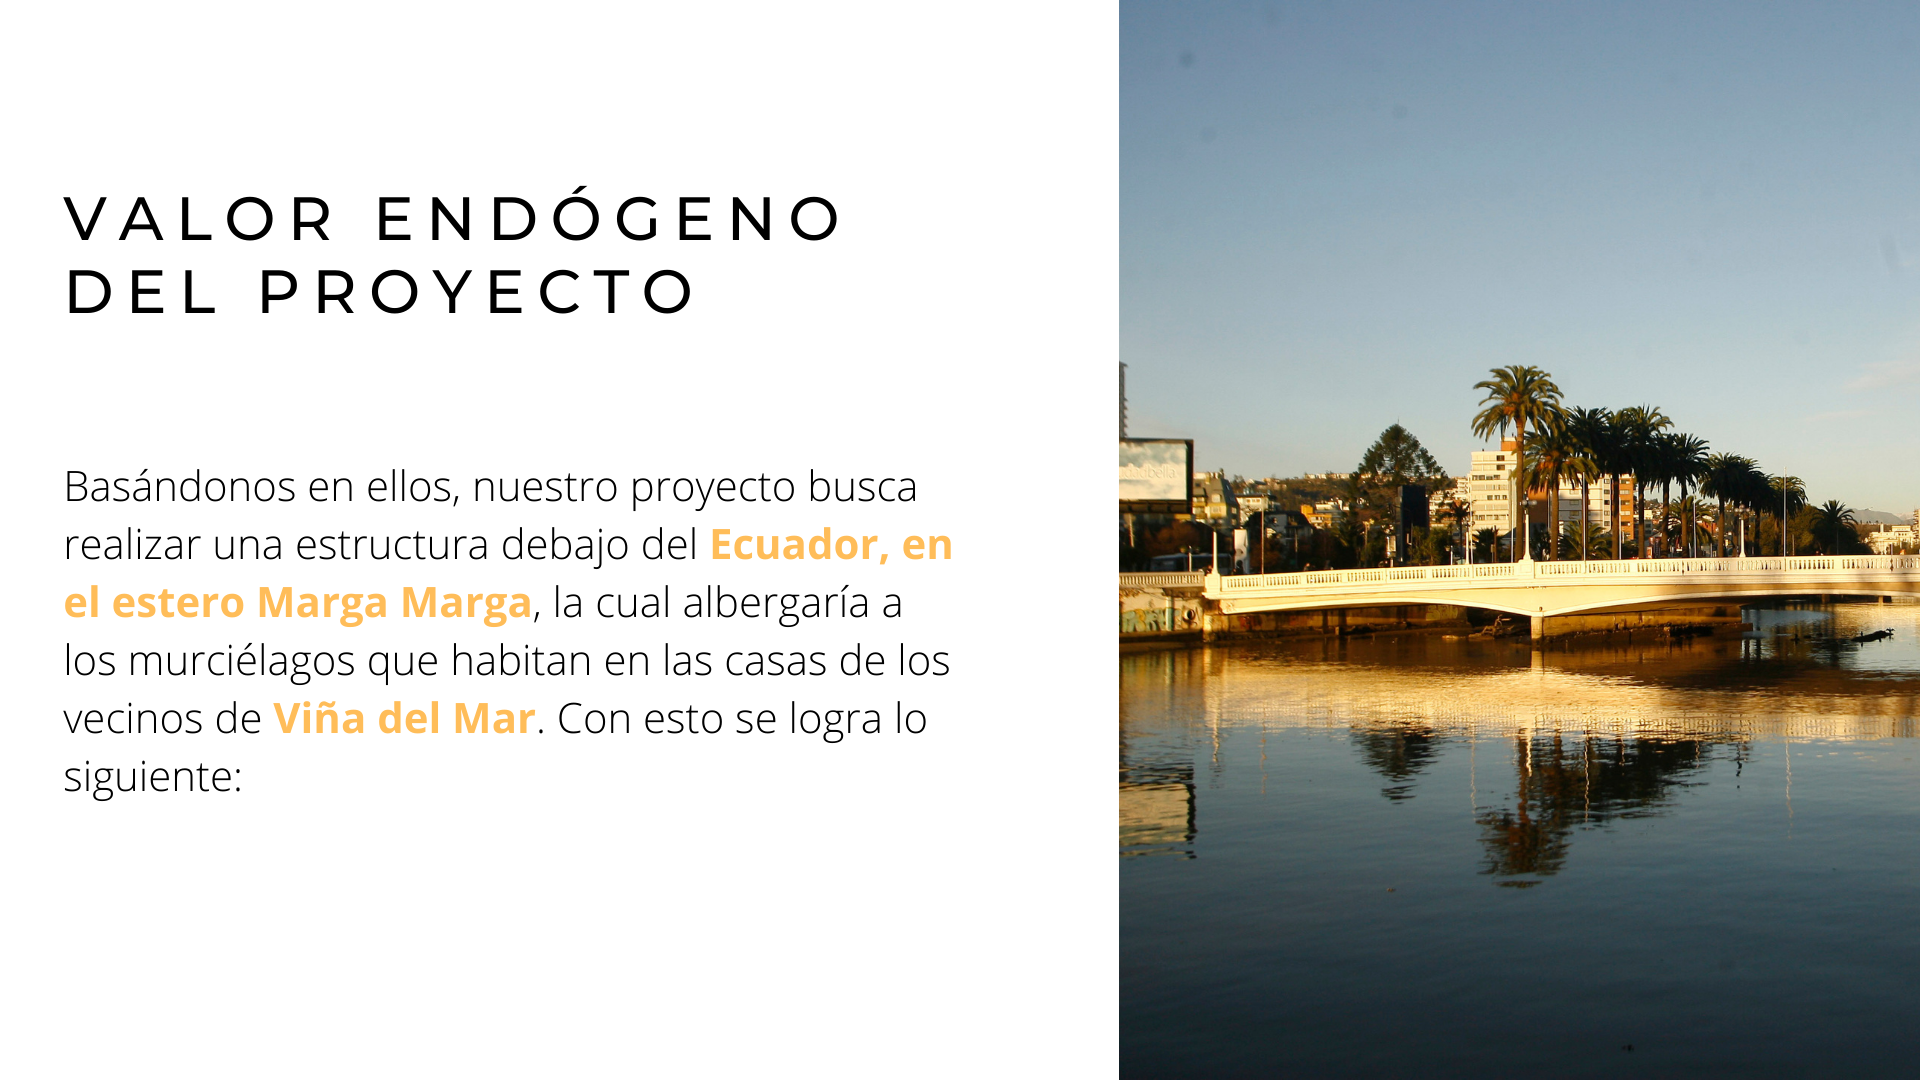 VALOR ENDÓGENO
DEL PROYECTO
Basándonos en ellos, nuestro proyecto busca
realizar una estructura debajo del Ecuador, en
el estero Marga Marga, la cual albergaría a
los murciélagos que habitan en las casas de los
vecinos de Viña del Mar. Con esto se logra lo
siguiente: